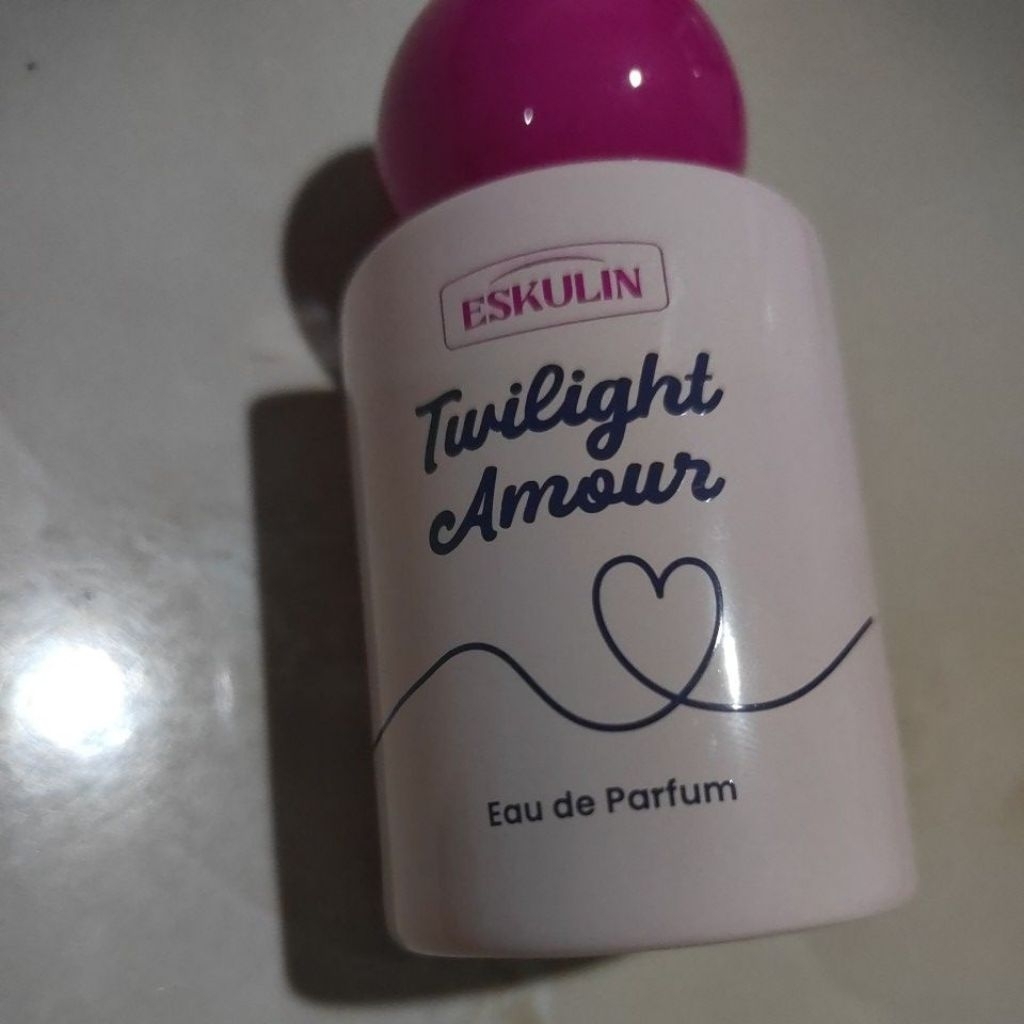 ESKULIN
Twilight
Amour
Eau de Parfum